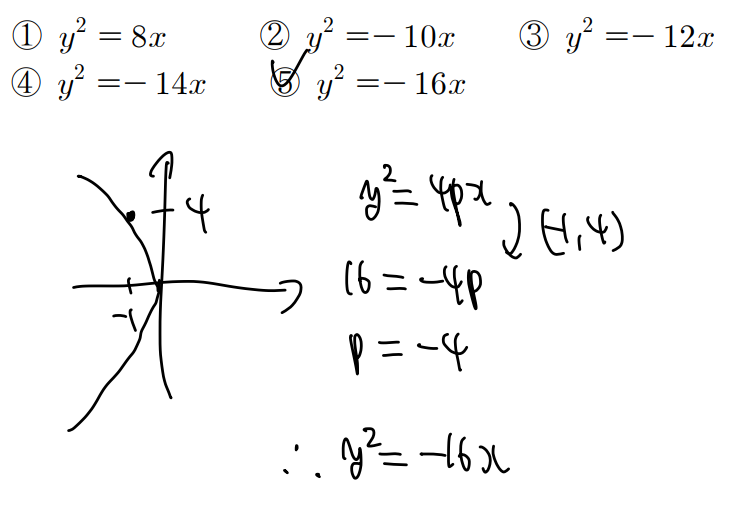 ① y² = 8x ② y² =− 10x ③ y² =− 12x
④ y² =− 14x ⑤ y² =− 16x
4
-1
y² = 4px
(-1, 4)
16 = -4p
p = -4
∴ y² = -16x